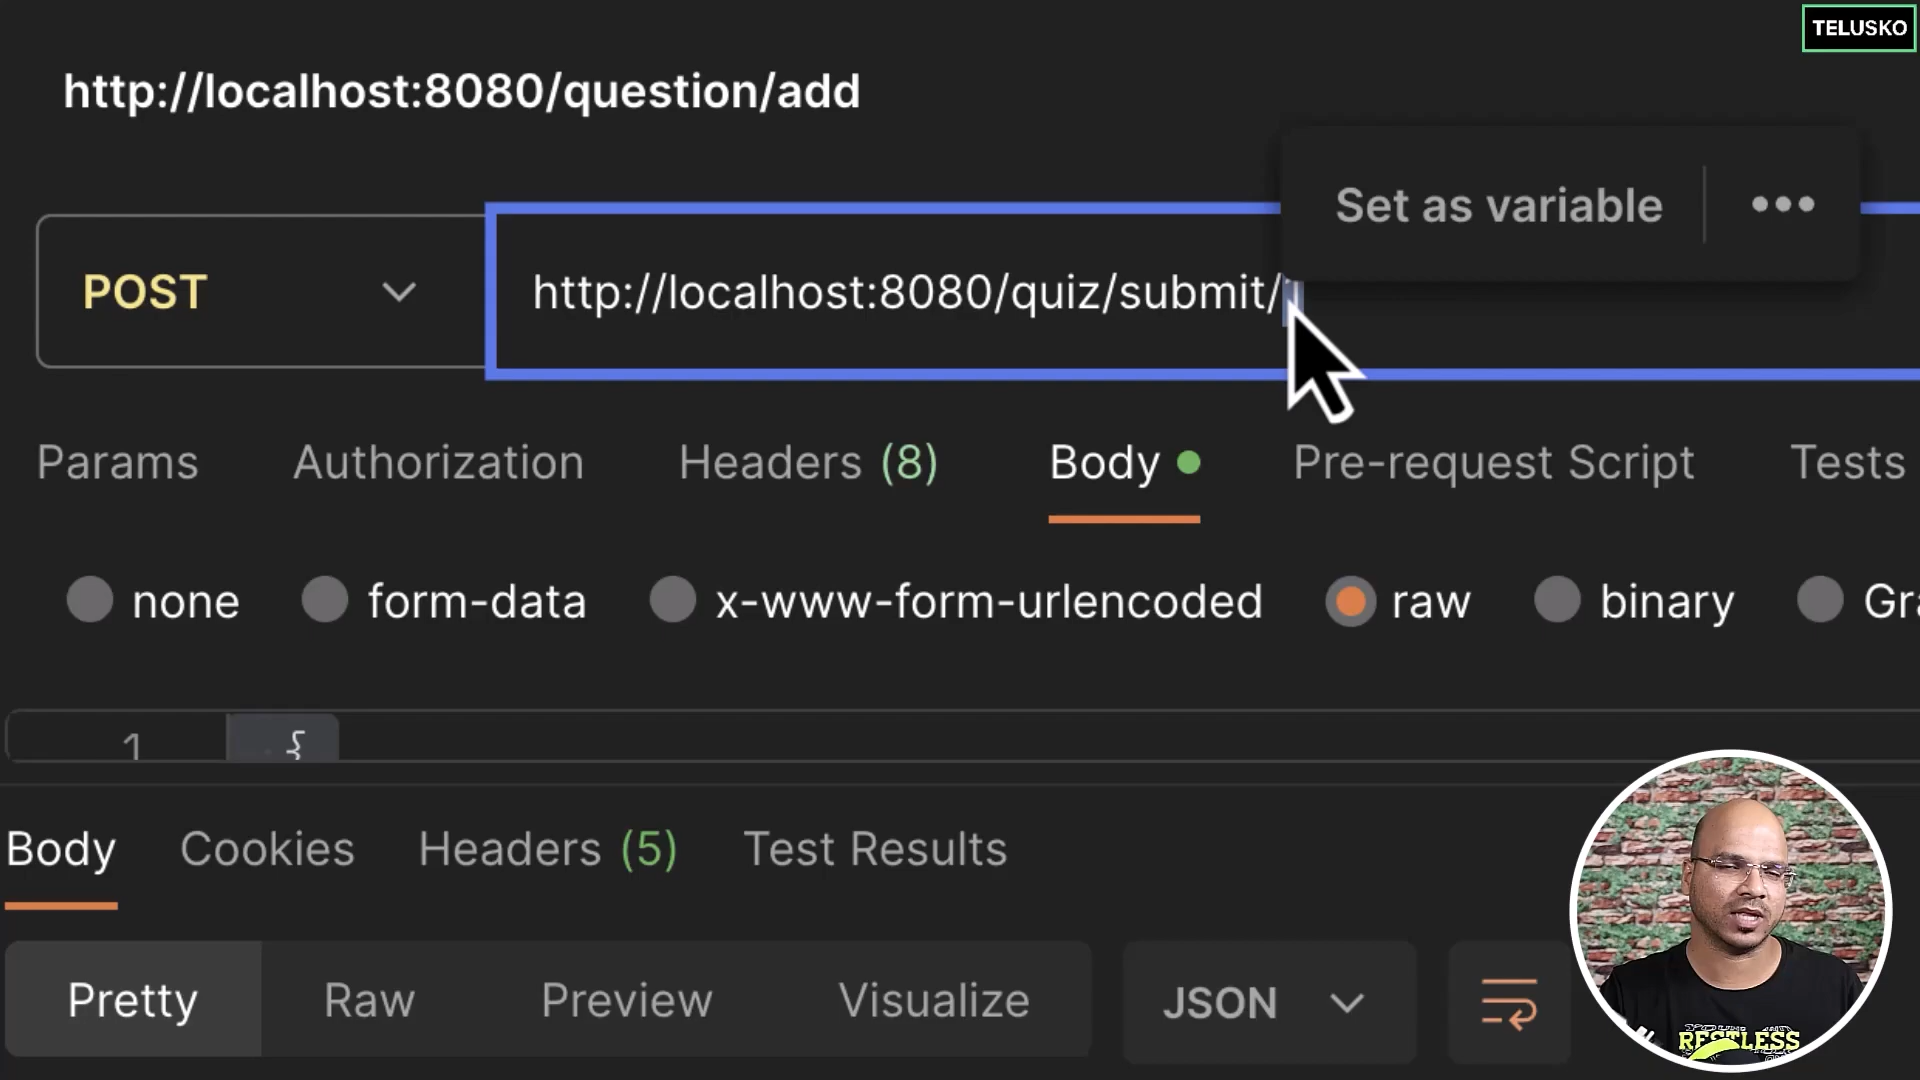 TELUSKO
http://localhost:8080/question/add
Set as variable
POST
http://localhost:8080/quiz/submit/1
Params Authorization Headers (8) Body Pre-request Script Tests
none form-data x-www-form-urlencoded raw binary
1 {
Body Cookies Headers (5) Test Results
Pretty Raw Preview Visualize JSON
RESTLESS